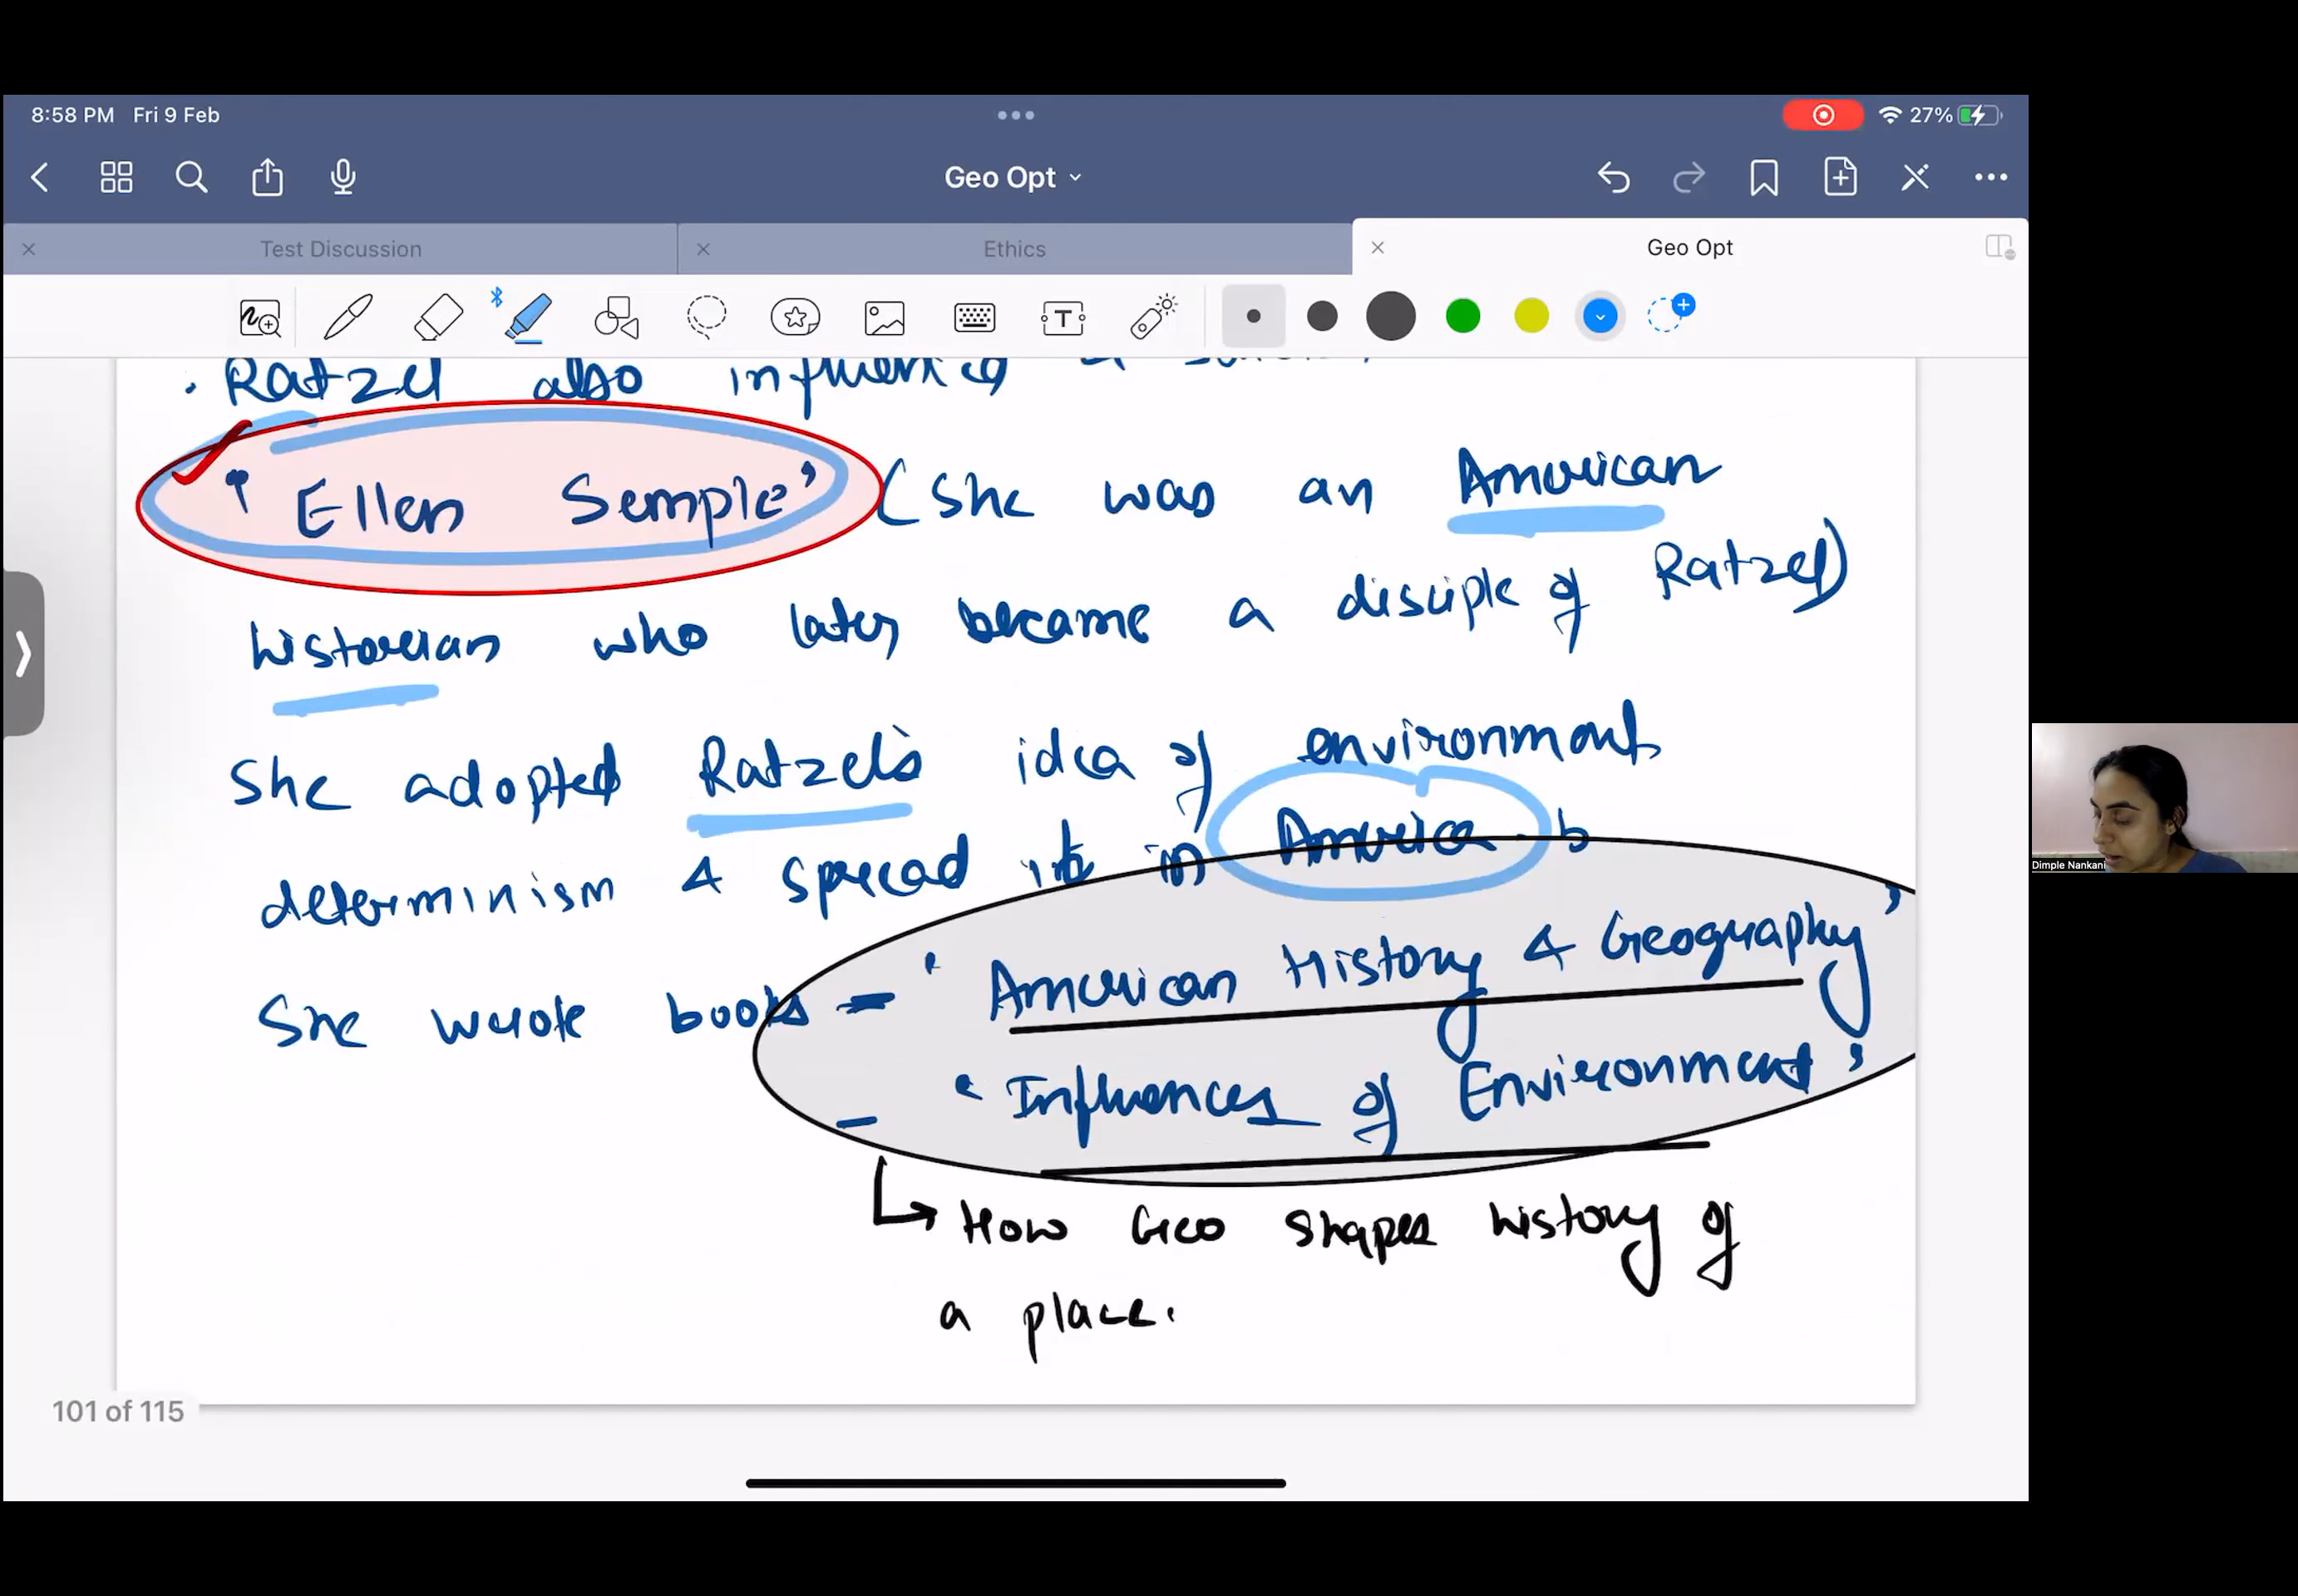 8:58 PM Fri 9 Feb
27%
Geo Opt
Test Discussion
Ethics
Geo Opt
. Ratzel also influenced a
' Ellen Semple' (she was an American
historian who later became a disciple of Ratzel)
She adopted Ratzel's idea of environment
determinism & spread it in America.
She wrote books - ' American History & Geography'
- ' Influences of Environment'
↳ How Geo shapes history of
a place.
101 of 115
Dimple Nankani